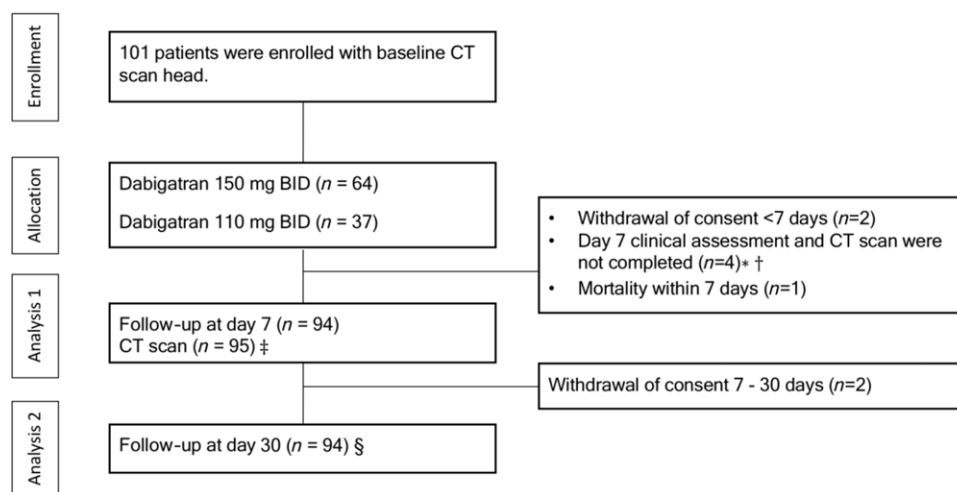 Enrollment
101 patients were enrolled with baseline CT
scan head.
Allocation
Dabigatran 150 mg BID (n = 64)
Dabigatran 110 mg BID (n = 37)
• Withdrawal of consent <7 days (n=2)
• Day 7 clinical assessment and CT scan were
not completed (n=4)* †
• Mortality within 7 days (n=1)
Analysis 1
Follow-up at day 7 (n = 94)
CT scan (n = 95) ‡
Withdrawal of consent 7 - 30 days (n=2)
Analysis 2
Follow-up at day 30 (n = 94) §